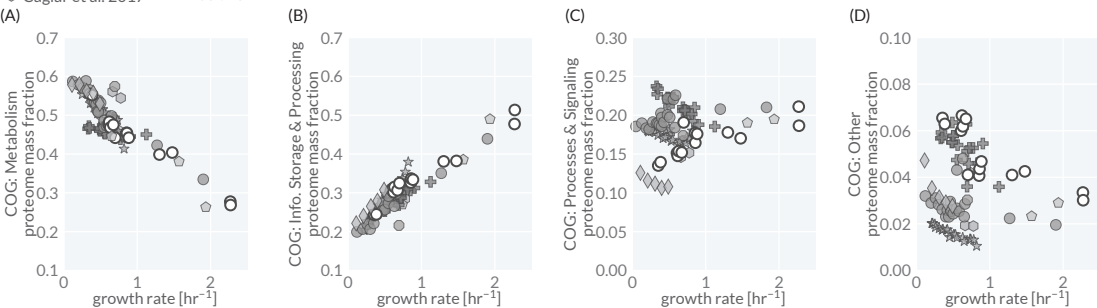 Caglar et al. 2017
(A) (B) (C) (D)
0.7 0.7 0.30 0.10
0.6 0.6 0.25 0.08
0.5 0.5 0.20 0.06
0.4 0.4 0.15
0.3 0.3 0.10 0.04
0.2 0.2 0.05 0.02
0.1 0.1 0.00 0.00
COG: Metabolism
proteome mass fraction
COG: Info. Storage & Processing
proteome mass fraction
COG: Processes & Signaling
proteome mass fraction
COG: Other
proteome mass fraction
0 1 2 0 1 2 0 1 2 0 1 2
growth rate [hr⁻¹] growth rate [hr⁻¹] growth rate [hr⁻¹] growth rate [hr⁻¹]